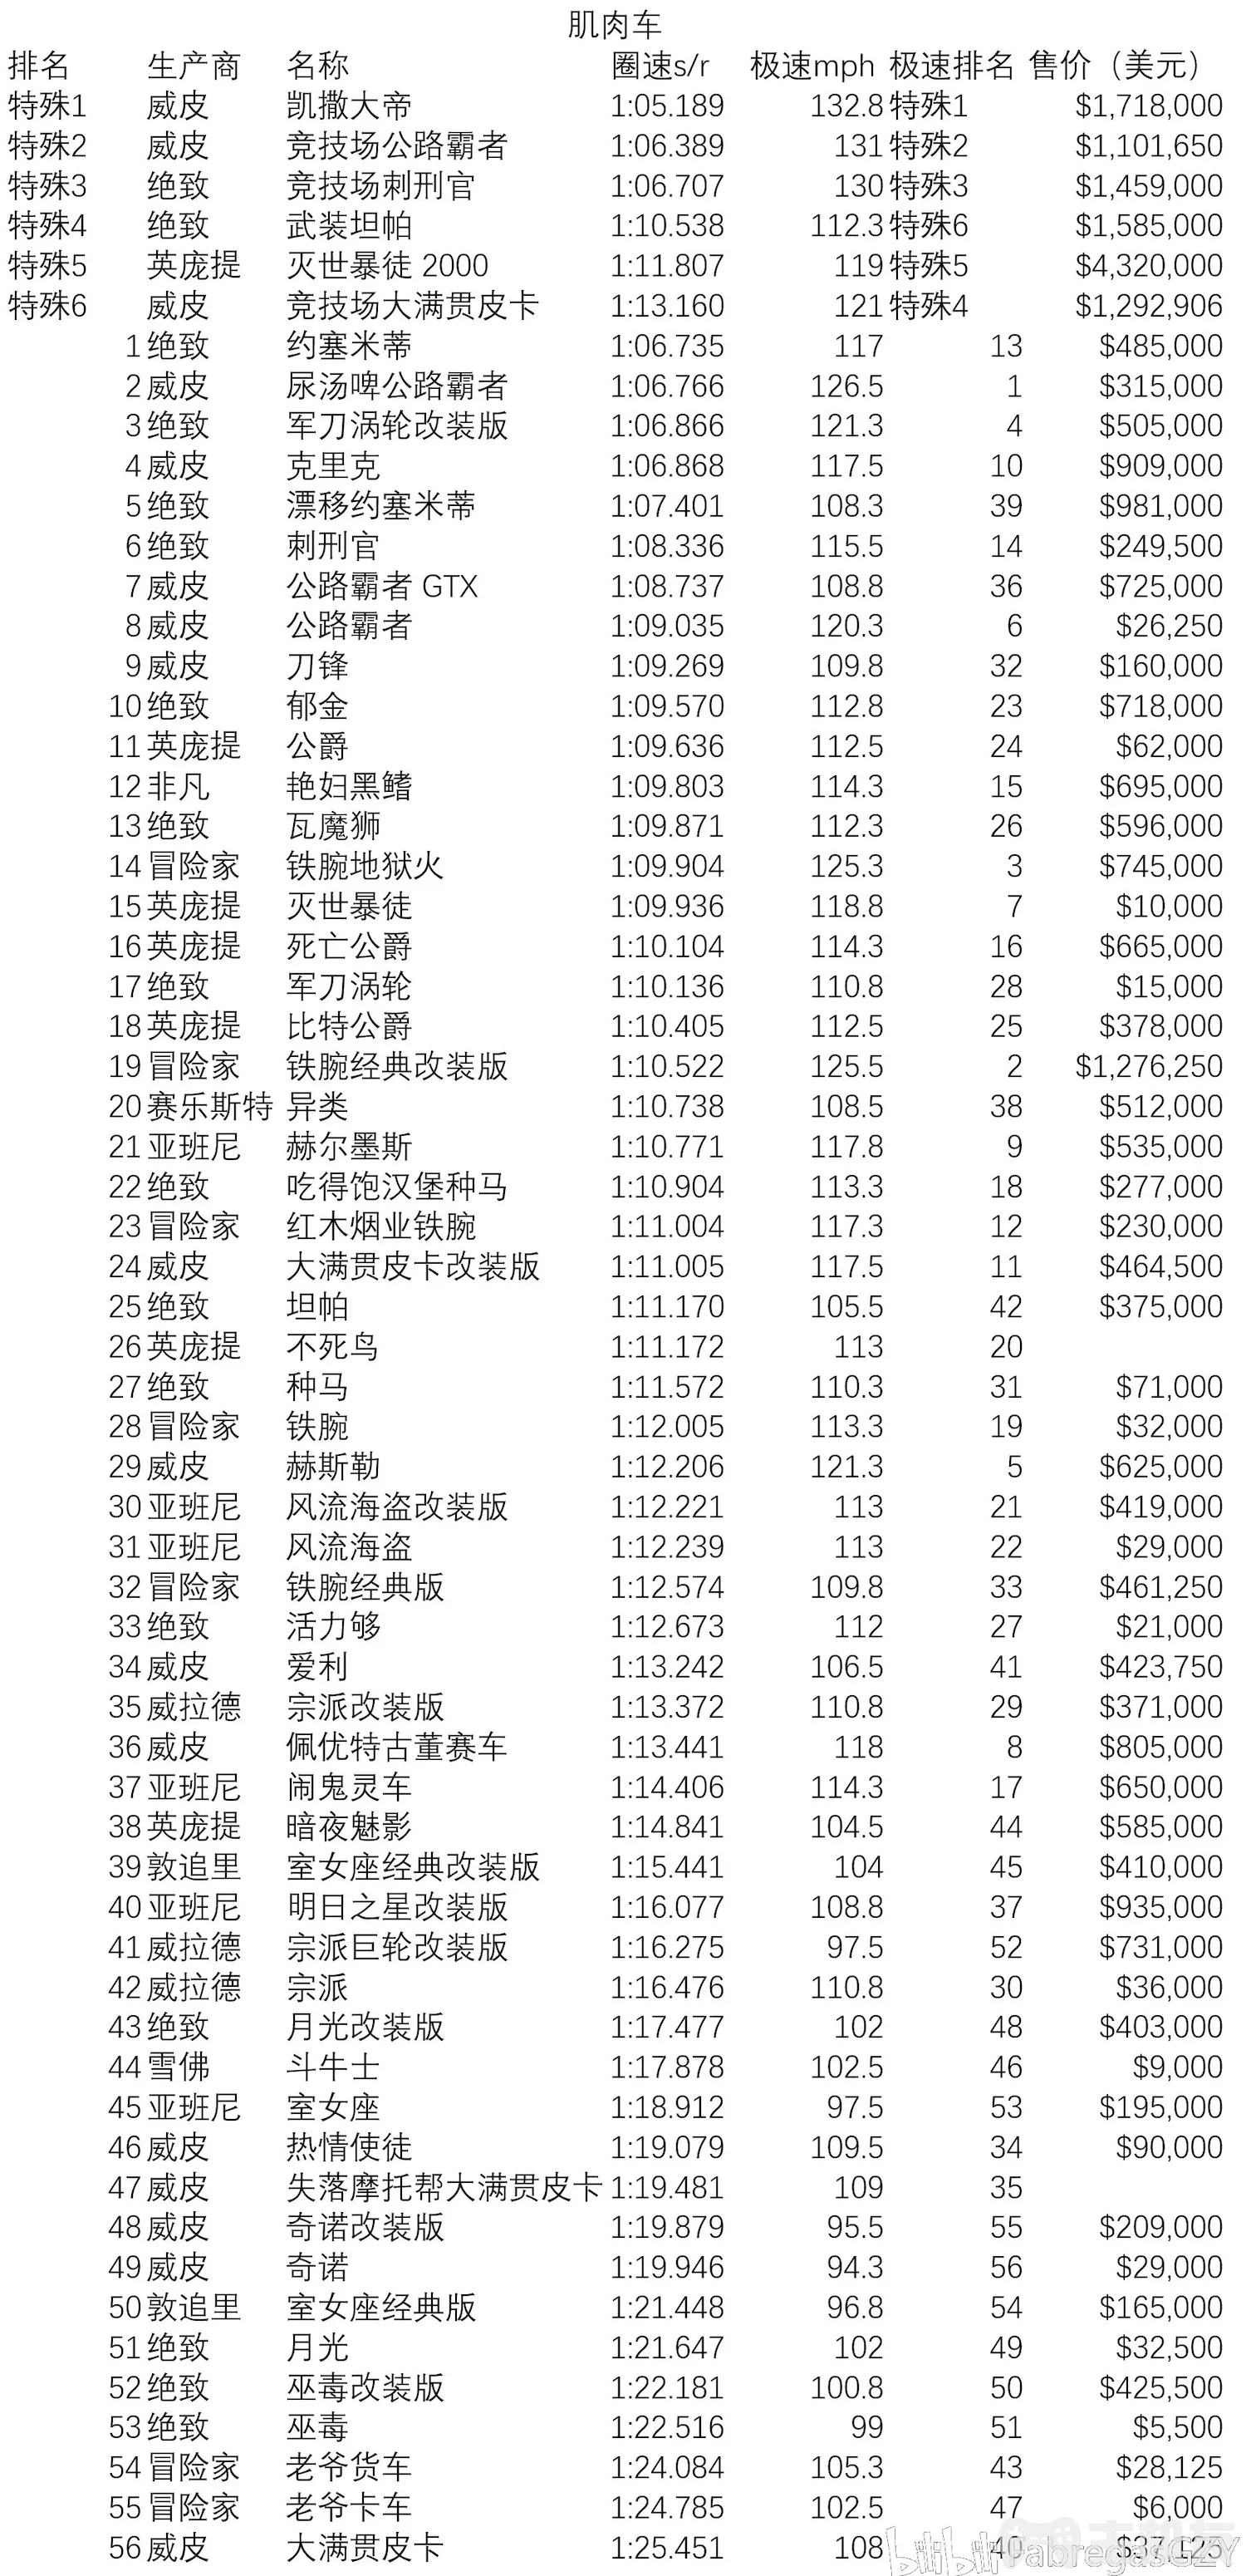 肌肉车
排名 生产商 名称 圈速s/r 极速mph 极速排名 售价（美元）
特殊1 威皮 凯撒大帝 1:05.189 132.8 特殊1 $1,718,000
特殊2 威皮 竞技场公路霸者 1:06.389 131 特殊2 $1,101,650
特殊3 绝致 竞技场刺刑官 1:06.707 130 特殊3 $1,459,000
特殊4 绝致 武装坦帕 1:10.538 112.3 特殊6 $1,585,000
特殊5 英庞提 灭世暴徒 2000 1:11.807 119 特殊5 $4,320,000
特殊6 威皮 竞技场大满贯皮卡 1:13.160 121 特殊4 $1,292,906
1 绝致 约塞米蒂 1:06.735 117 13 $485,000
2 威皮 尿汤啤公路霸者 1:06.766 126.5 1 $315,000
3 绝致 军刀涡轮改装版 1:06.866 121.3 4 $505,000
4 威皮 克里克 1:06.868 117.5 10 $909,000
5 绝致 漂移约塞米蒂 1:07.401 108.3 39 $981,000
6 绝致 刺刑官 1:08.336 115.5 14 $249,500
7 威皮 公路霸者 GTX 1:08.737 108.8 36 $725,000
8 威皮 公路霸者 1:09.035 120.3 6 $26,250
9 威皮 刀锋 1:09.269 109.8 32 $160,000
10 绝致 郁金 1:09.570 112.8 23 $718,000
11 英庞提 公爵 1:09.636 112.5 24 $62,000
12 非凡 艳妇黑鳍 1:09.803 114.3 15 $695,000
13 绝致 瓦魔狮 1:09.871 112.3 26 $596,000
14 冒险家 铁腕地狱火 1:09.904 125.3 3 $745,000
15 英庞提 灭世暴徒 1:09.936 118.8 7 $10,000
16 英庞提 死亡公爵 1:10.104 114.3 16 $665,000
17 绝致 军刀涡轮 1:10.136 110.8 28 $15,000
18 英庞提 比特公爵 1:10.405 112.5 25 $378,000
19 冒险家 铁腕经典改装版 1:10.522 125.5 2 $1,276,250
20 赛乐斯特 异类 1:10.738 108.5 38 $512,000
21 亚班尼 赫尔墨斯 1:10.771 117.8 9 $535,000
22 绝致 吃得饱汉堡种马 1:10.904 113.3 18 $277,000
23 冒险家 红木烟业铁腕 1:11.004 117.3 12 $230,000
24 威皮 大满贯皮卡改装版 1:11.005 117.5 11 $464,500
25 绝致 坦帕 1:11.170 105.5 42 $375,000
26 英庞提 不死鸟 1:11.172 113 20
27 绝致 种马 1:11.572 110.3 31 $71,000
28 冒险家 铁腕 1:12.005 113.3 19 $32,000
29 威皮 赫斯勒 1:12.206 121.3 5 $625,000
30 亚班尼 风流海盗改装版 1:12.221 113 21 $419,000
31 亚班尼 风流海盗 1:12.239 113 22 $29,000
32 冒险家 铁腕经典版 1:12.574 109.8 33 $461,250
33 绝致 活力够 1:12.673 112 27 $21,000
34 威皮 爱利 1:13.242 106.5 41 $423,750
35 威拉德 宗派改装版 1:13.372 110.8 29 $371,000
36 威皮 佩优特古董赛车 1:13.441 118 8 $805,000
37 亚班尼 闹鬼灵车 1:14.406 114.3 17 $650,000
38 英庞提 暗夜魅影 1:14.841 104.5 44 $585,000
39 敦追里 室女座经典改装版 1:15.441 104 45 $410,000
40 亚班尼 明日之星改装版 1:16.077 108.8 37 $935,000
41 威拉德 宗派巨轮改装版 1:16.275 97.5 52 $731,000
42 威拉德 宗派 1:16.476 110.8 30 $36,000
43 绝致 月光改装版 1:17.477 102 48 $403,000
44 雪佛 斗牛士 1:17.878 102.5 46 $9,000
45 亚班尼 室女座 1:18.912 97.5 53 $195,000
46 威皮 热情使徒 1:19.079 109.5 34 $90,000
47 威皮 失落摩托帮大满贯皮卡 1:19.481 109 35
48 威皮 奇诺改装版 1:19.879 95.5 55 $209,000
49 威皮 奇诺 1:19.946 94.3 56 $29,000
50 敦追里 室女座经典版 1:21.448 96.8 54 $165,000
51 绝致 月光 1:21.647 102 49 $32,500
52 绝致 巫毒改装版 1:22.181 100.8 50 $425,500
53 绝致 巫毒 1:22.516 99 51 $5,500
54 冒险家 老爷货车 1:24.084 105.3 43 $28,125
55 冒险家 老爷卡车 1:24.785 102.5 47 $6,000
56 威皮 大满贯皮卡 1:25.451 108 40 $37,125
bilibili FabregasGZY